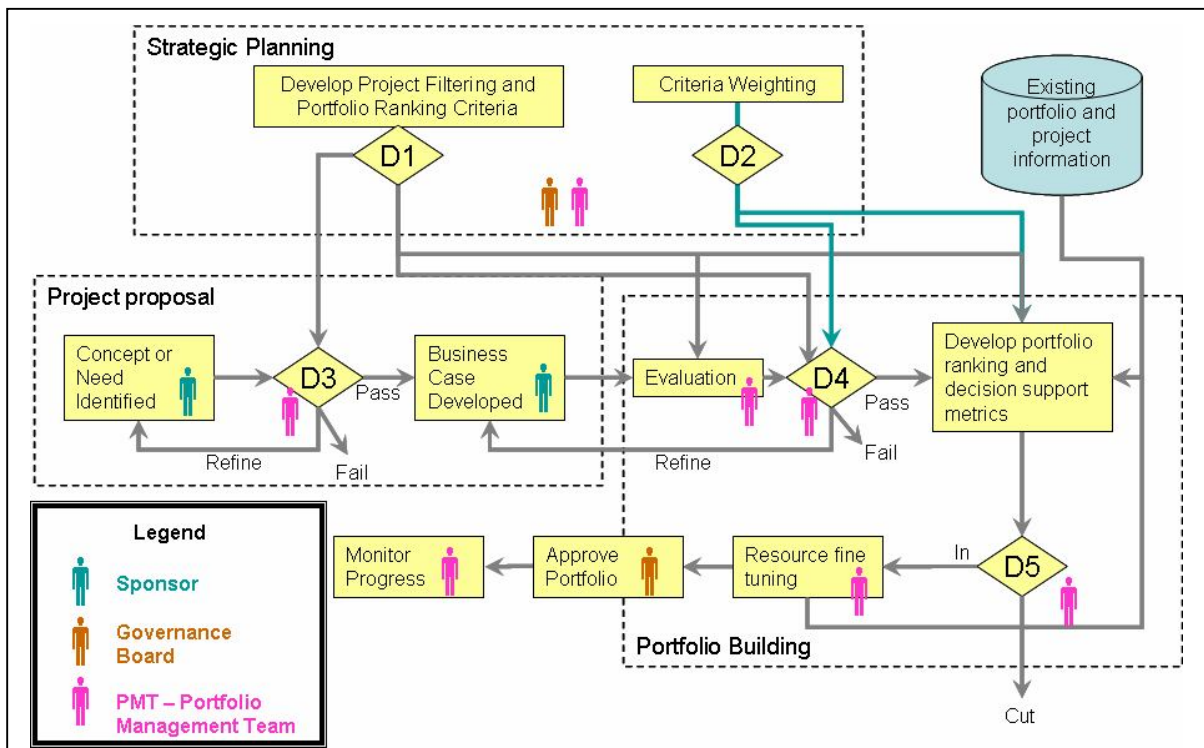 Strategic Planning
Develop Project Filtering and
Portfolio Ranking Criteria
Criteria Weighting
Existing
portfolio and
project
information
D1
D2
Project proposal
Concept or
Need
Identified
D3
Pass
Refine
Fail
Business
Case
Developed
Evaluation
D4
Pass
Refine
Fail
Develop portfolio
ranking and
decision support
metrics
Monitor
Progress
Approve
Portfolio
Resource fine
tuning
In
D5
Portfolio Building
Cut
Legend
Sponsor
Governance
Board
PMT – Portfolio
Management Team